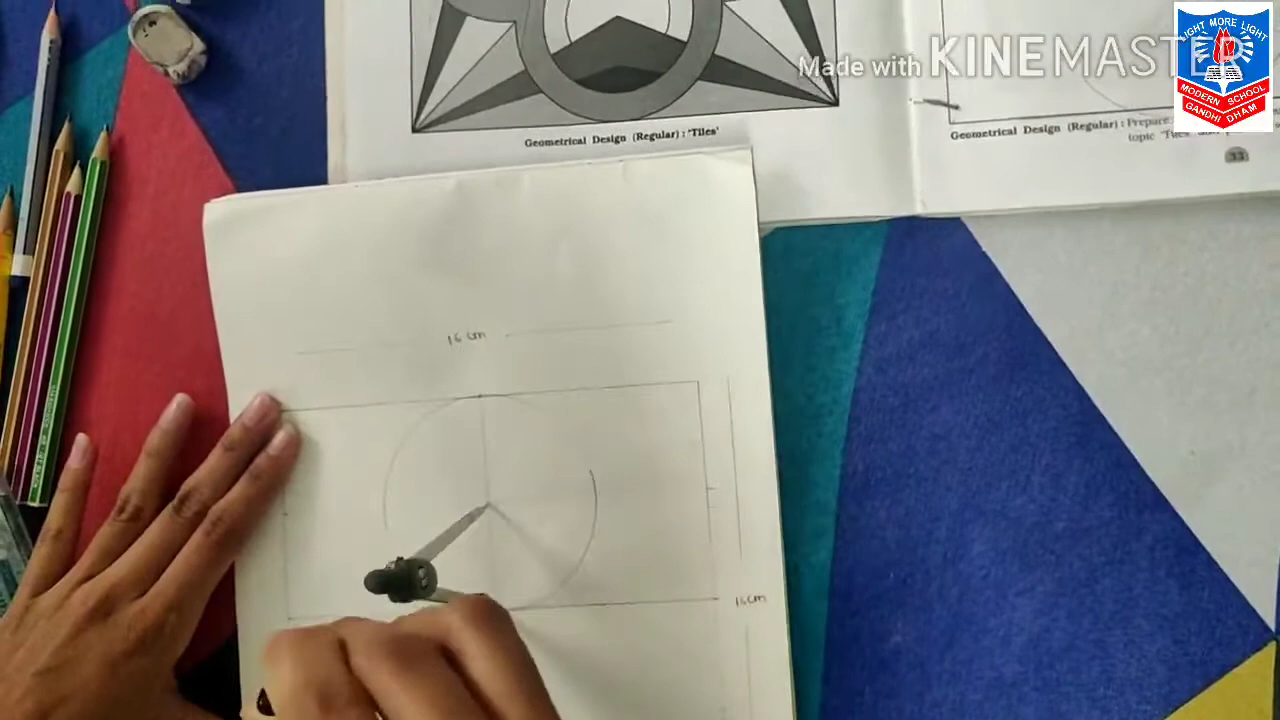 Made with KINEMASTER
LIGHT MORE LIGHT
MODERN SCHOOL
GANDHI DHAM
Geometrical Design (Regular) : 'Tiles'
Geometrical Design (Regular) : Prepare
topic 'Tiles'
33
16 cm
16 cm